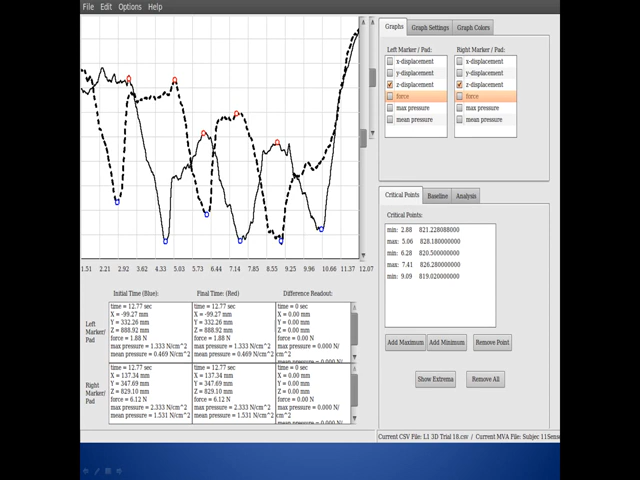 File Edit Options Help
Graphs Graph Settings Graph Colors
Left Marker / Pad: Right Marker / Pad:
x-displacement x-displacement
y-displacement y-displacement
z-displacement z-displacement
force force
max pressure max pressure
mean pressure mean pressure
Critical Points Baseline Analysis
Critical Points:
min: 2.88 821.228088000
max: 5.06 828.180000000
min: 6.28 820.500000000
max: 7.41 826.280000000
min: 9.09 819.020000000
1.51 2.21 2.92 3.62 4.33 5.03 5.73 6.44 7.14 7.85 8.55 9.25 9.96 10.66 11.37 12.07
Initial Time (Blue): Final Time: (Red) Difference Readout:
Left Marker/ Pad
time = 12.77 sec time = 12.77 sec time = 0 sec
X = -99.27 mm X = -99.27 mm X = 0.00 mm
Y = 332.26 mm Y = 332.26 mm Y = 0.00 mm
Z = 888.92 mm Z = 888.92 mm Z = 0.00 mm
force = 1.88 N force = 1.88 N force = 0.00 N
max pressure = 1.333 N/cm^2 max pressure = 1.333 N/cm^2 max pressure = 0.000 N/
mean pressure = 0.469 N/cm^2 mean pressure = 0.469 N/cm^2 cm^2
mean pressure = 0.000 N/
Right Marker/ Pad
time = 12.77 sec time = 12.77 sec time = 0 sec
X = 137.34 mm X = 137.34 mm X = 0.00 mm
Y = 347.69 mm Y = 347.69 mm Y = 0.00 mm
Z = 829.10 mm Z = 829.10 mm Z = 0.00 mm
force = 6.12 N force = 6.12 N force = 0.00 N
max pressure = 2.333 N/cm^2 max pressure = 2.333 N/cm^2 max pressure = 0.000 N/
mean pressure = 1.531 N/cm^2 mean pressure = 1.531 N/cm^2 cm^2
mean pressure = 0.000 N/
Add Maximum Add Minimum Remove Point
Show Extrema Remove All
Current CSV File: L1 3D Trial 18.csv / Current MVA File: Subjec 11Sens